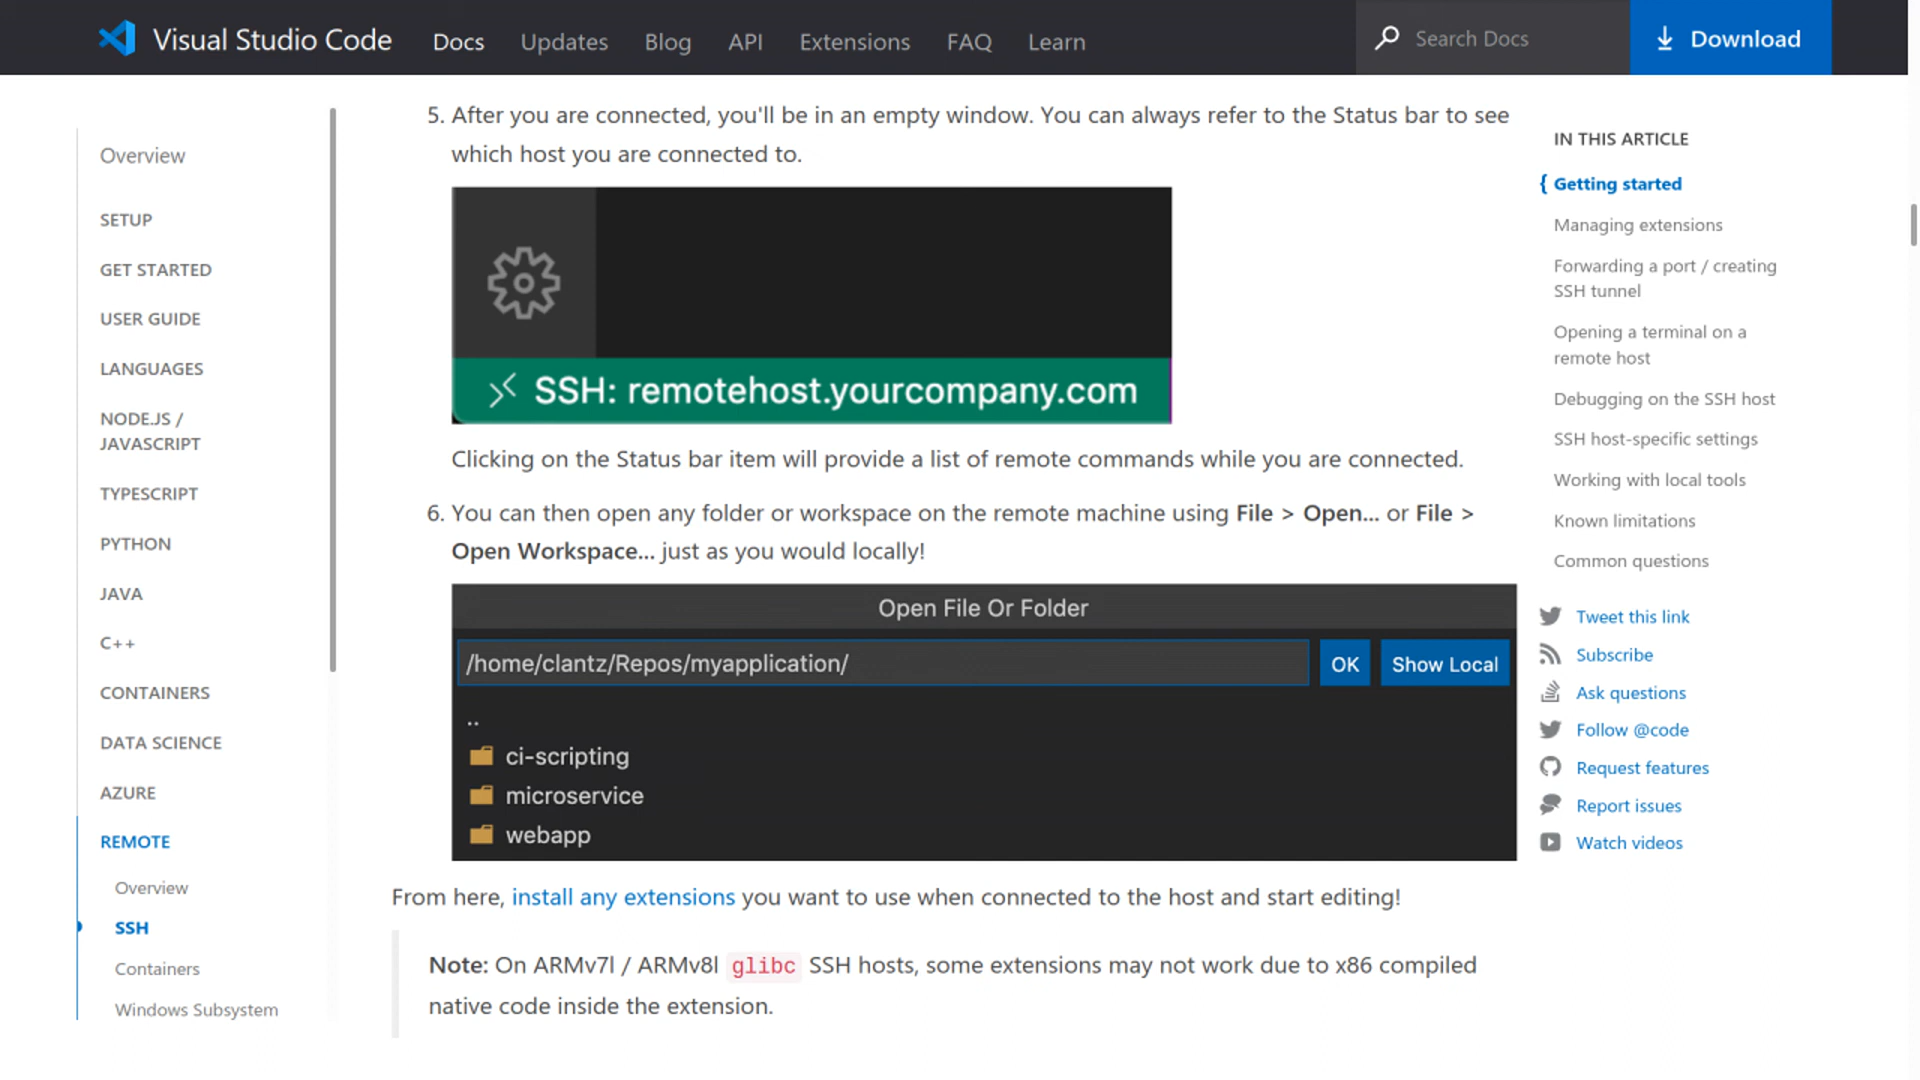 Visual Studio Code Docs Updates Blog API Extensions FAQ Learn Search Docs Download
Overview
SETUP
GET STARTED
USER GUIDE
LANGUAGES
NODE.JS /
JAVASCRIPT
TYPESCRIPT
PYTHON
JAVA
C++
CONTAINERS
DATA SCIENCE
AZURE
REMOTE
Overview
SSH
Containers
Windows Subsystem
5. After you are connected, you'll be in an empty window. You can always refer to the Status bar to see
which host you are connected to.
SSH: remotehost.yourcompany.com
Clicking on the Status bar item will provide a list of remote commands while you are connected.
6. You can then open any folder or workspace on the remote machine using File > Open... or File >
Open Workspace... just as you would locally!
Open File Or Folder
/home/clantz/Repos/myapplication/ OK Show Local
..
ci-scripting
microservice
webapp
From here, install any extensions you want to use when connected to the host and start editing!
Note: On ARMv7l / ARMv8l glibc SSH hosts, some extensions may not work due to x86 compiled
native code inside the extension.
IN THIS ARTICLE
Getting started
Managing extensions
Forwarding a port / creating
SSH tunnel
Opening a terminal on a
remote host
Debugging on the SSH host
SSH host-specific settings
Working with local tools
Known limitations
Common questions
Tweet this link
Subscribe
Ask questions
Follow @code
Request features
Report issues
Watch videos